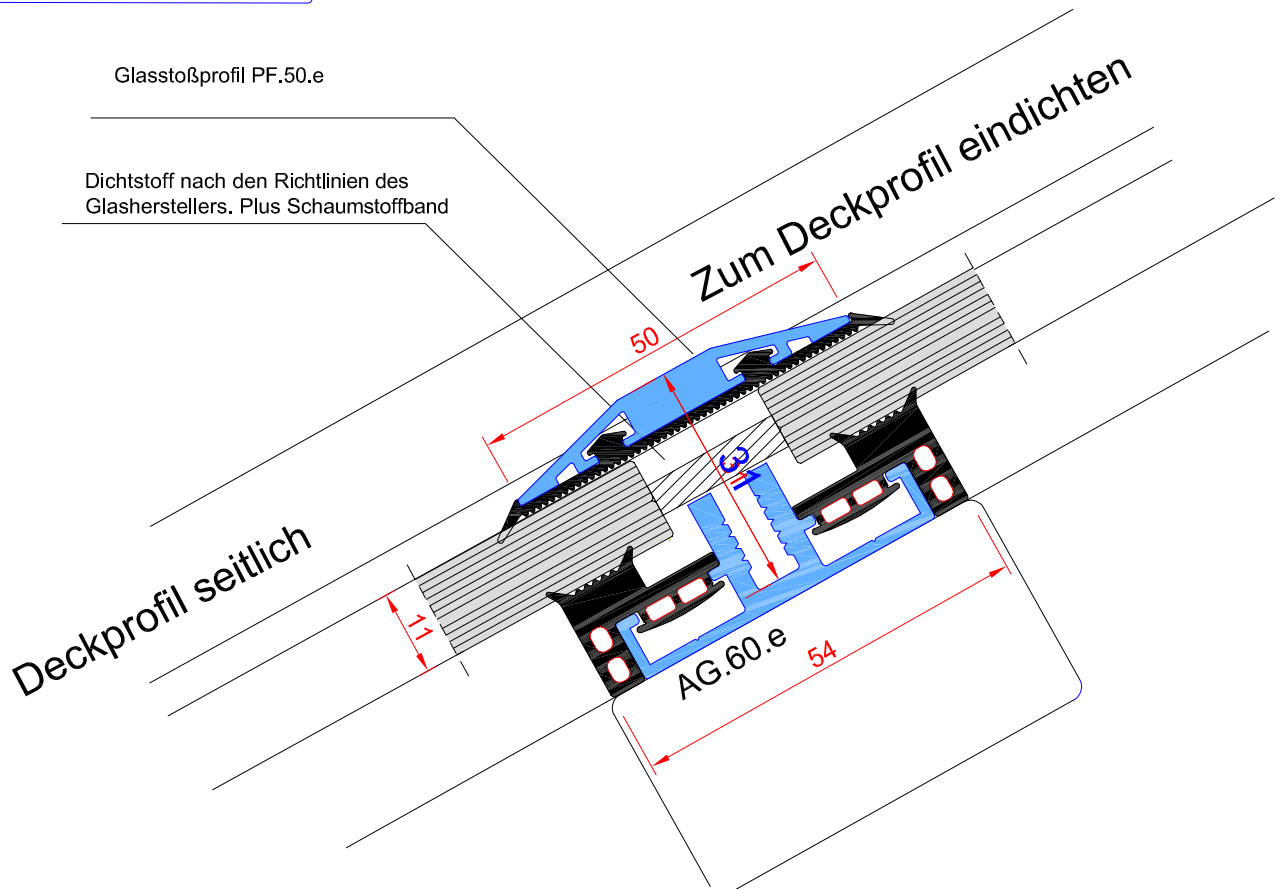 Glasstoßprofil PF.50.e
Dichtstoff nach den Richtlinien des
Glasherstellers. Plus Schaumstoffband
Zum Deckprofil eindichten
50
31
Deckprofil seitlich
11
AG.60.e
54